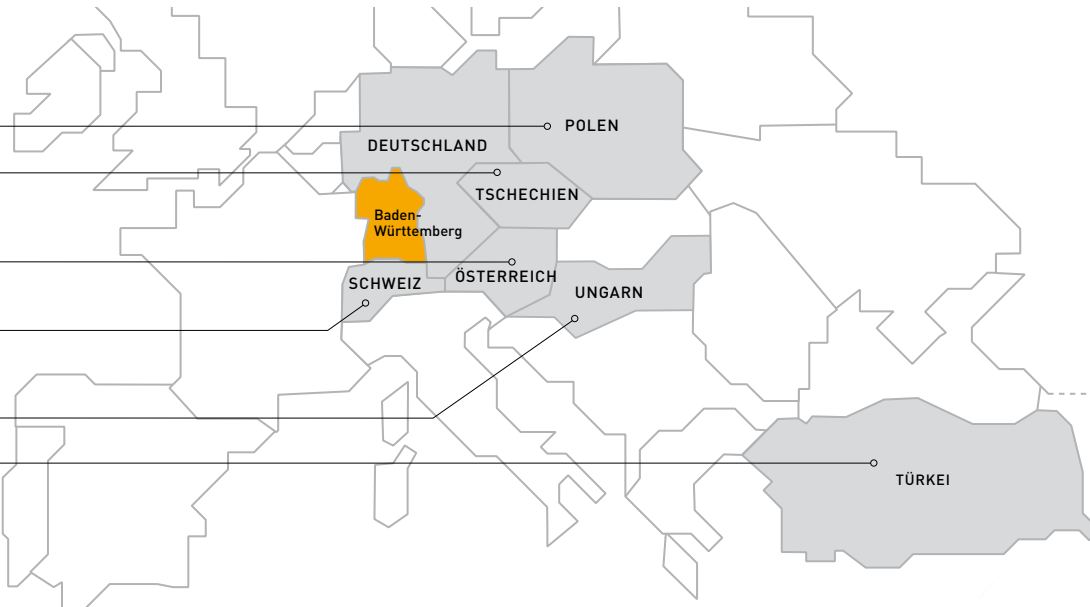 POLEN
DEUTSCHLAND
TSCHECHIEN
Baden-
Württemberg
ÖSTERREICH
SCHWEIZ
UNGARN
TÜRKEI